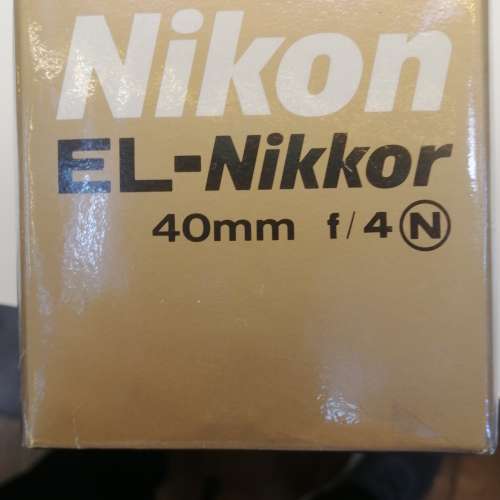 Nikon
EL-Nikkor
40mm f/4 Ⓝ